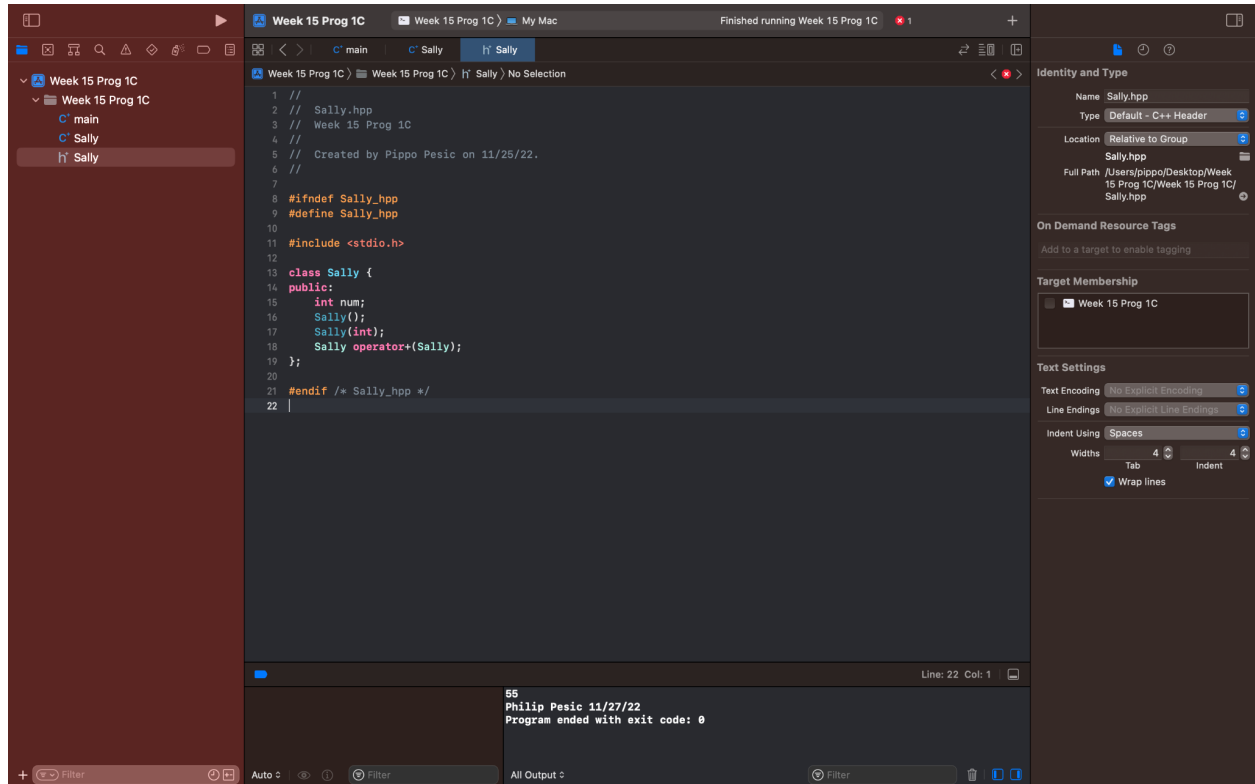 Week 15 Prog 1C
Week 15 Prog 1C 〉 My Mac
Finished running Week 15 Prog 1C
1
main
Sally
Sally
Week 15 Prog 1C 〉 Week 15 Prog 1C 〉 Sally 〉 No Selection
Week 15 Prog 1C
Week 15 Prog 1C
main
Sally
Sally
Filter
1 //
2 //  Sally.hpp
3 //  Week 15 Prog 1C
4 //
5 //  Created by Pippo Pesic on 11/25/22.
6 //
7
8 #ifndef Sally_hpp
9 #define Sally_hpp
10
11 #include <stdio.h>
12
13 class Sally {
14 public:
15     int num;
16     Sally();
17     Sally(int);
18     Sally operator+(Sally);
19 };
20
21 #endif /* Sally_hpp */
22
Line: 22 Col: 1
55
Philip Pesic 11/27/22
Program ended with exit code: 0
Auto
Filter
All Output
Filter
Identity and Type
Name Sally.hpp
Type Default - C++ Header
Location Relative to Group
Sally.hpp
Full Path /Users/pippo/Desktop/Week
15 Prog 1C/Week 15 Prog 1C/
Sally.hpp
On Demand Resource Tags
Add to a target to enable tagging
Target Membership
Week 15 Prog 1C
Text Settings
Text Encoding No Explicit Encoding
Line Endings No Explicit Line Endings
Indent Using Spaces
Widths 4 4
Tab Indent
Wrap lines